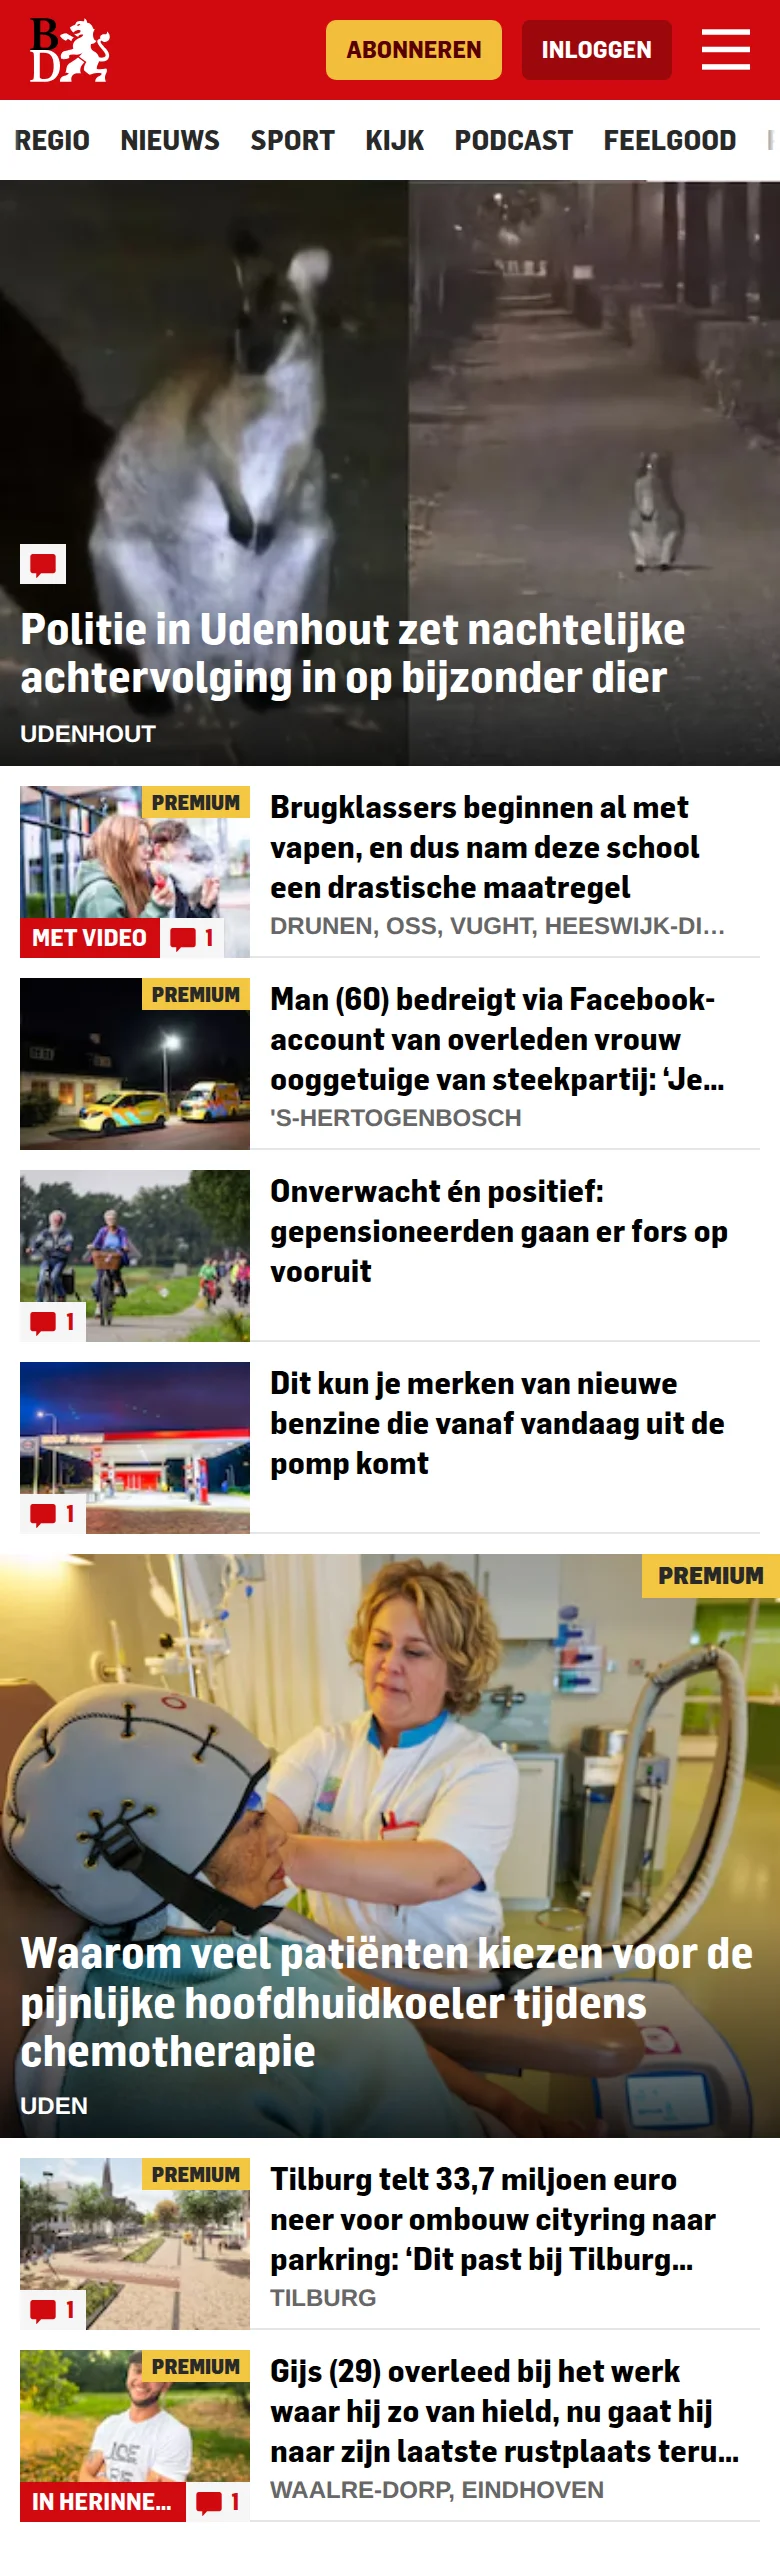 B
D
ABONNEREN
INLOGGEN
REGIO NIEUWS SPORT KIJK PODCAST FEELGOOD
Politie in Udenhout zet nachtelijke
achtervolging in op bijzonder dier
UDENHOUT
PREMIUM
MET VIDEO
1
Brugklassers beginnen al met
vapen, en dus nam deze school
een drastische maatregel
DRUNEN, OSS, VUGHT, HEESWIJK-DI...
PREMIUM
Man (60) bedreigt via Facebook-
account van overleden vrouw
ooggetuige van steekpartij: ‘Je...
'S-HERTOGENBOSCH
1
Onverwacht én positief:
gepensioneerden gaan er fors op
vooruit
1
Dit kun je merken van nieuwe
benzine die vanaf vandaag uit de
pomp komt
PREMIUM
Waarom veel patiënten kiezen voor de
pijnlijke hoofdhuidkoeler tijdens
chemotherapie
UDEN
PREMIUM
1
Tilburg telt 33,7 miljoen euro
neer voor ombouw cityring naar
parkring: ‘Dit past bij Tilburg...
TILBURG
PREMIUM
IN HERINNE...
1
Gijs (29) overleed bij het werk
waar hij zo van hield, nu gaat hij
naar zijn laatste rustplaats teru...
WAALRE-DORP, EINDHOVEN